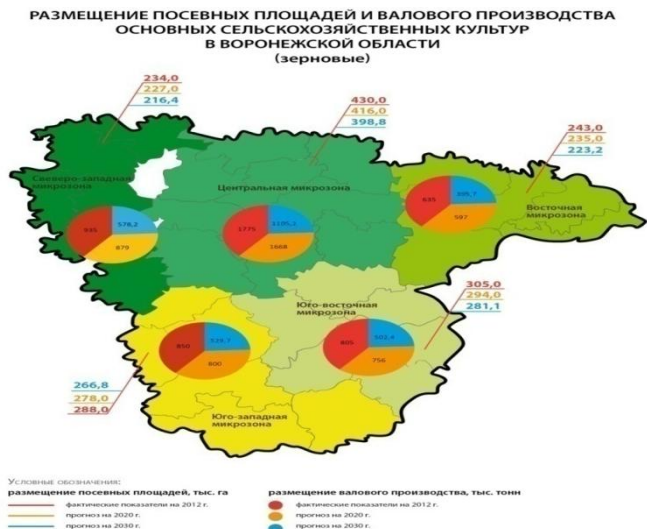 РАЗМЕЩЕНИЕ ПОСЕВНЫХ ПЛОЩАДЕЙ И ВАЛОВОГО ПРОИЗВОДСТВА
ОСНОВНЫХ СЕЛЬСКОХОЗЯЙСТВЕННЫХ КУЛЬТУР
В ВОРОНЕЖСКОЙ ОБЛАСТИ
(зерновые)
234,0
227,0
216,4
430,0
416,0
398,8
243,0
235,0
223,2
Северо-западная
микрозона
Центральная микрозона
Восточная
микрозона
578,2
879
1775
1668
635
597
305,0
294,0
281,1
Юго-восточная
микрозона
850
800
805
756
266,8
278,0
288,0
Юго-западная
микрозона
Условные обозначения:
размещение посевных площадей, тыс. га
фактические показатели на 2012 г.
прогноз на 2020 г.
прогноз на 2030 г.
размещение валового производства, тыс. тонн
фактические показатели на 2012 г.
прогноз на 2020 г.
прогноз на 2030 г.